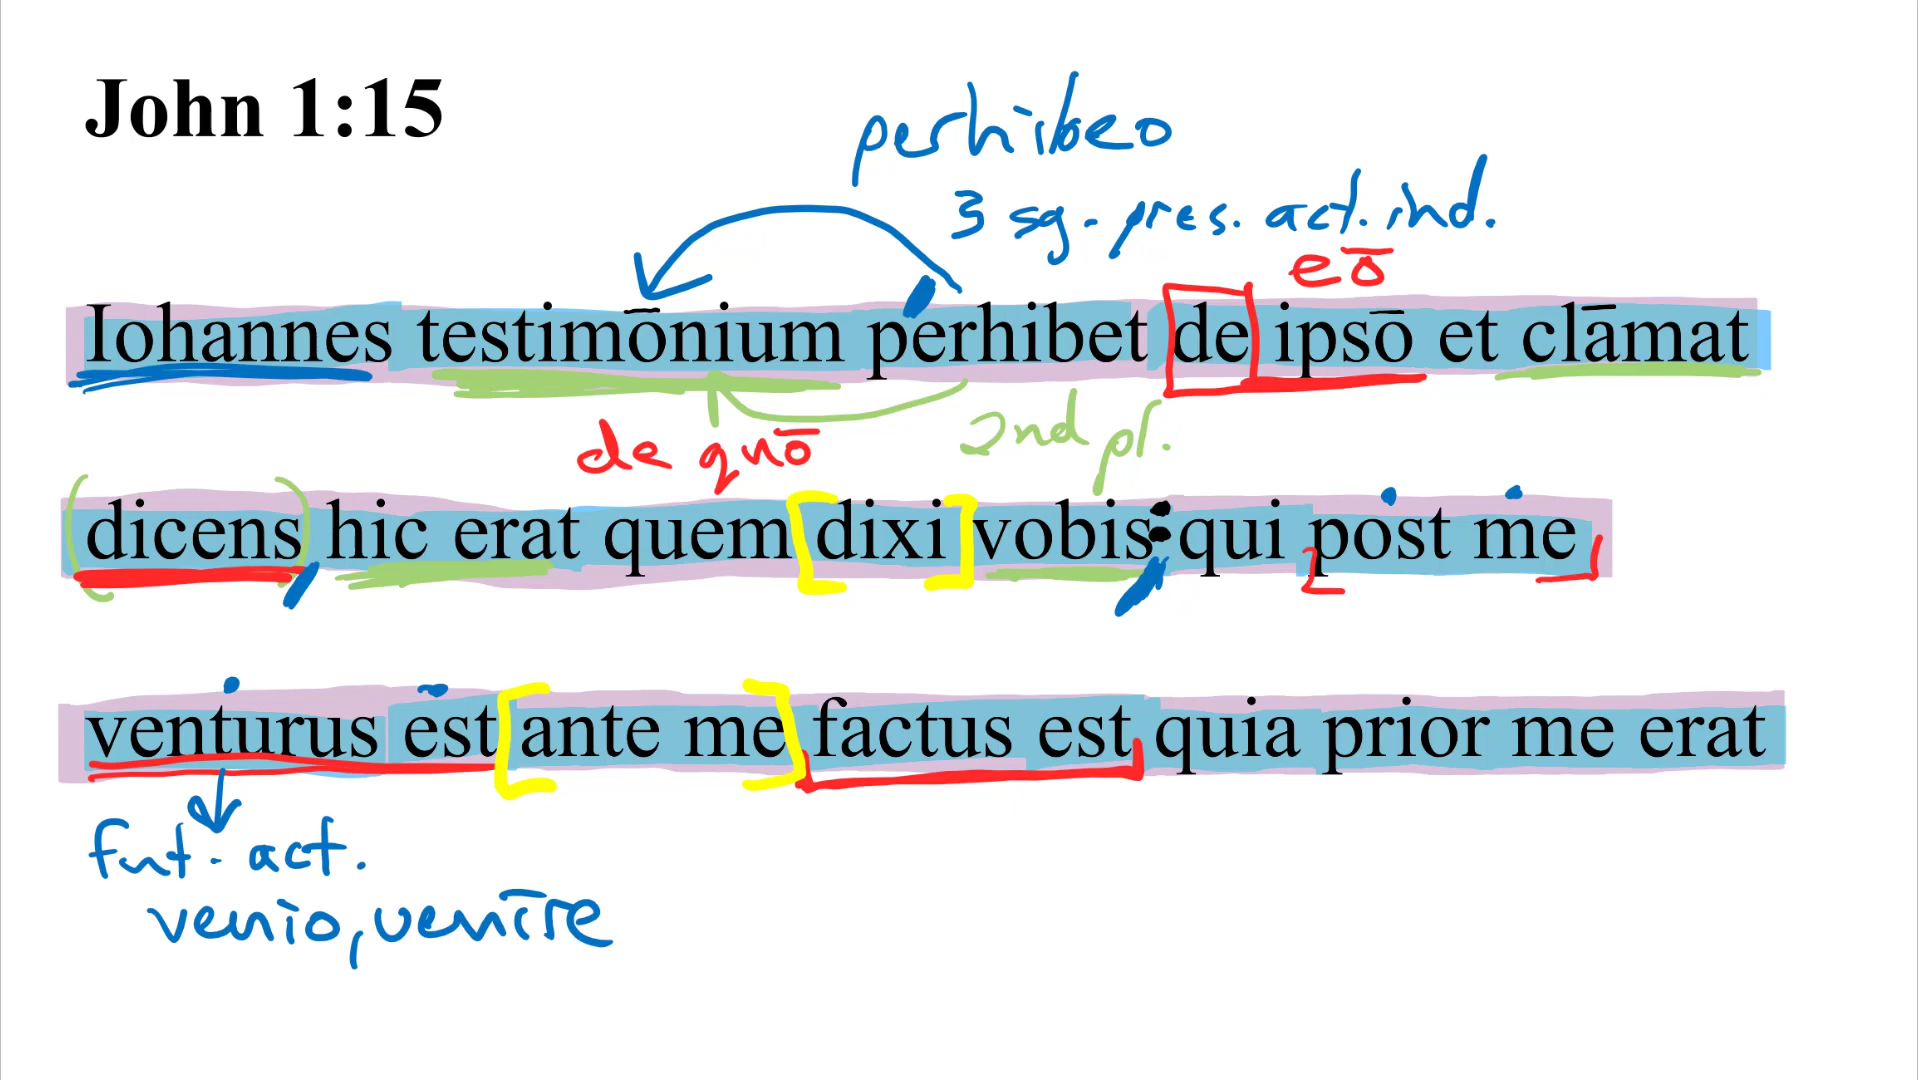 John 1:15
perhibeo
3 sg. pres. act. ind.
eō
Iohannes testimōnium perhibet de ipsō et clāmat
de quō
2nd pl.
(dicens) hic erat quem [dixi] vobis: qui post me
venturus est [ante me] factus est quia prior me erat
fut. act.
venio, venīre